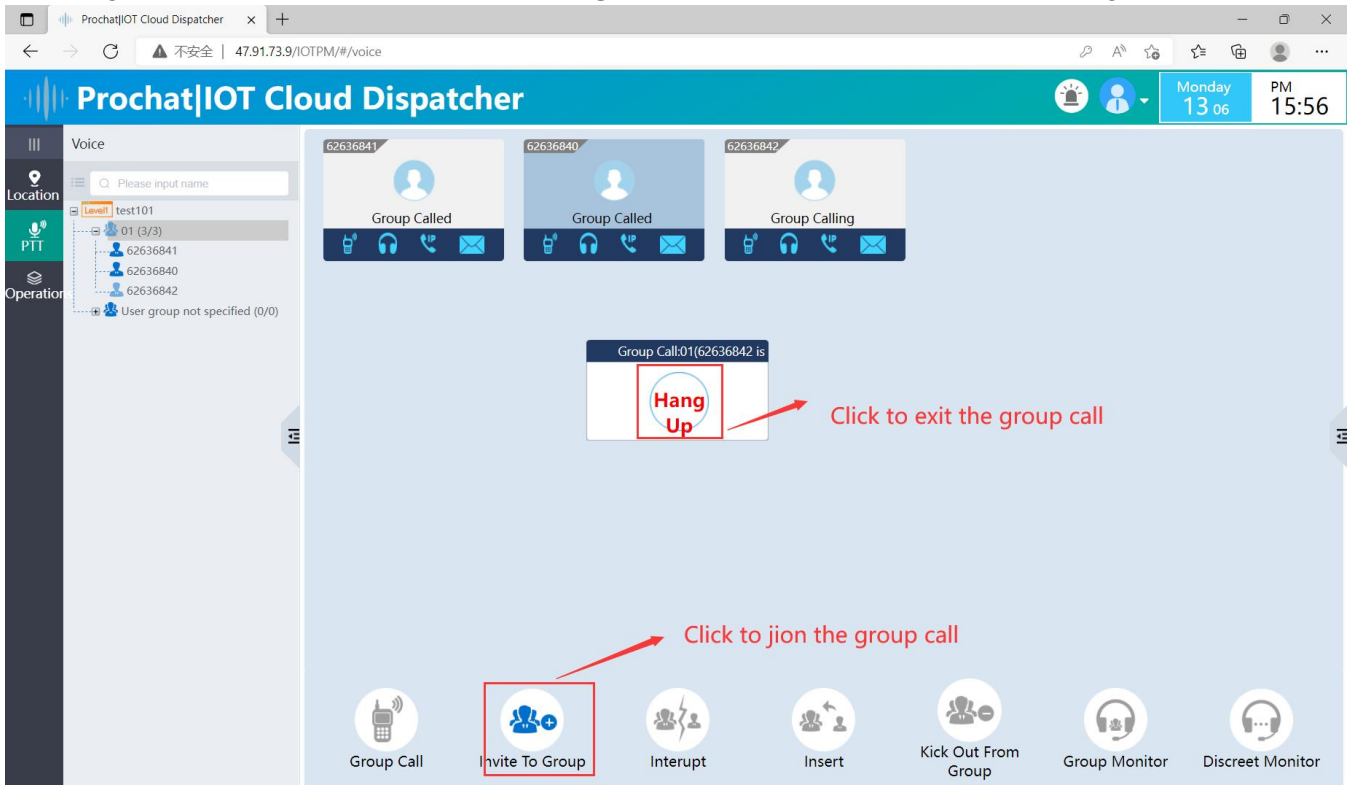 Prochat|IOT Cloud Dispatcher
不安全 | 47.91.73.9/IOTPM/#/voice
Prochat|IOT Cloud Dispatcher
Monday
13 06
PM
15:56
Voice
Location
Please input name
Level1 test101
01 (3/3)
PTT
62636841
62636840
Operation
62636842
User group not specified (0/0)
62636841
Group Called
62636840
Group Called
62636842
Group Calling
Group Call:01(62636842 is
Hang
Up
Click to exit the group call
Click to jion the group call
Group Call
Invite To Group
Interupt
Insert
Kick Out From
Group
Group Monitor
Discreet Monitor